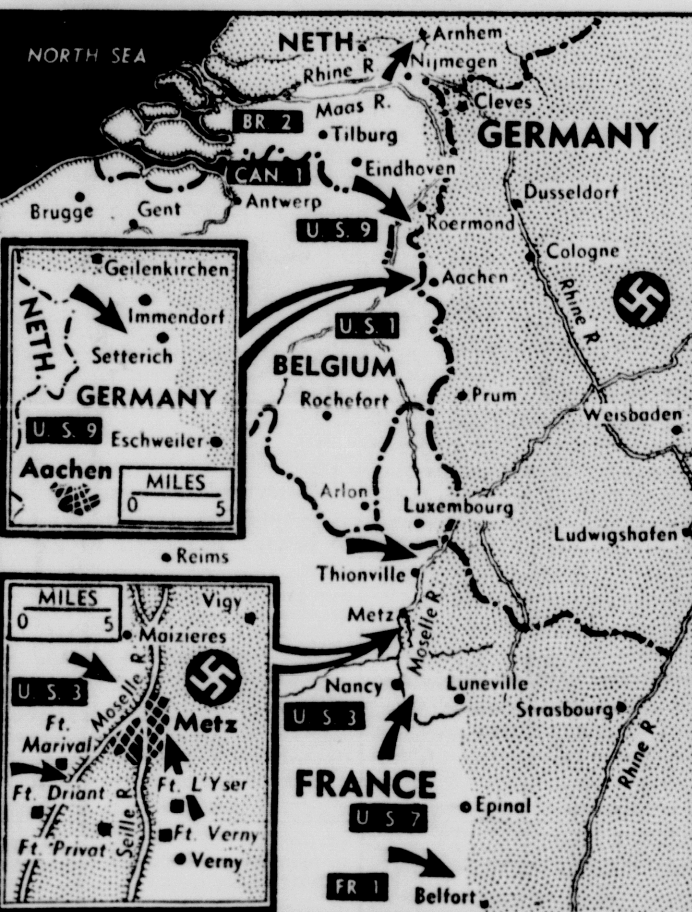 NORTH SEA
NETH.
Arnhem
Nijmegen
Rhine R
Maas R.
Cleves
BR. 2
Tilburg
GERMANY
CAN. 1
Eindhoven
Antwerp
Brugge
Gent
Dusseldorf
U. S. 9
Roermond
Cologne
Aachen
Rhine R
U. S. 1
BELGIUM
Rochefort
Prum
Weisbaden
Arlon
Luxembourg
Ludwigshafen
Reims
Thionville
Metz
Moselle R
Nancy
Luneville
U S 3
Strasbourg
Rhine R
FRANCE
U S 7
Epinal
FR 1
Belfort
Geilenkirchen
NETH.
Immendorf
Setterich
GERMANY
U. S. 9
Eschweiler
Aachen
MILES
0 5
MILES
0 5
Vigy
Maizieres
U. S. 3
Moselle R
Metz
Ft.
Marival
Ft. Driant
Ft. L'Yser
Ft. Privat
Seille R
Ft. Verny
Verny